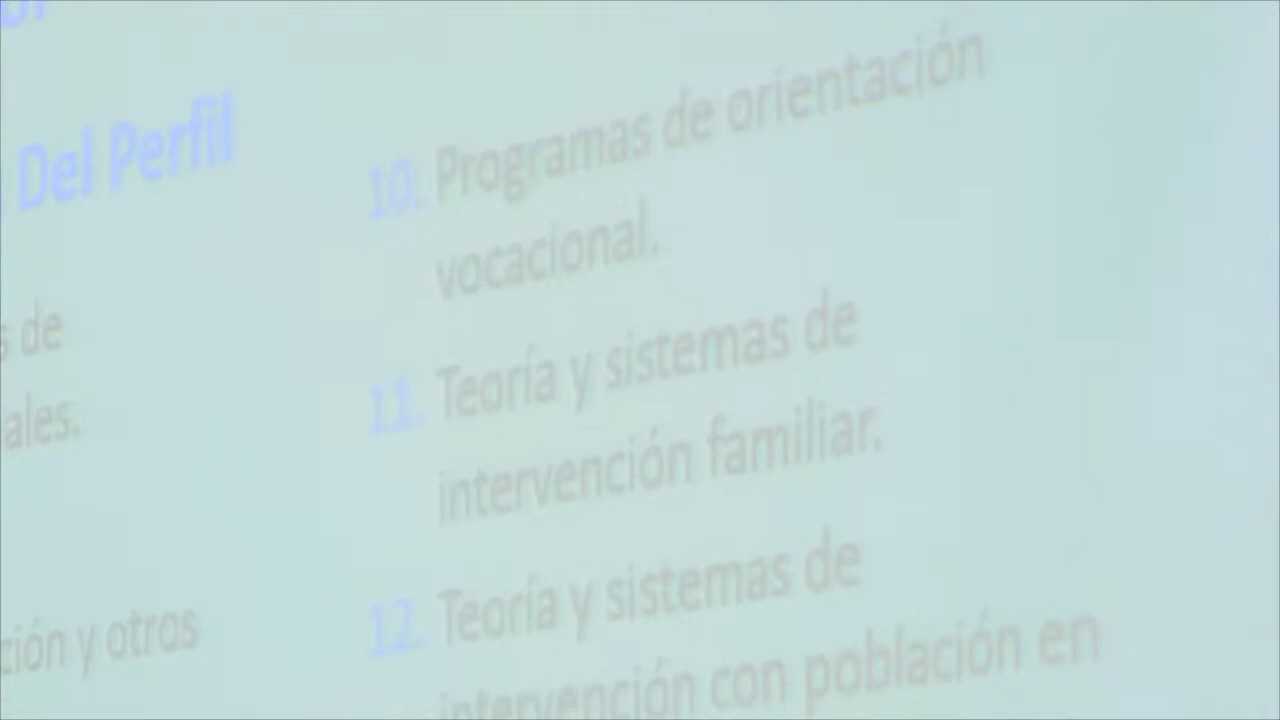 Del Perfil
s de
ales.
ción y otros
10. Programas de orientación
vocacional.
11. Teoría y sistemas de
intervención familiar.
12. Teoría y sistemas de
intervención con población en